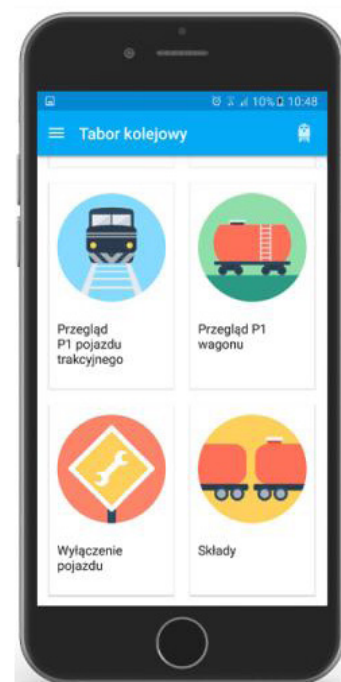 10% 10:48
Tabor kolejowy
Przegląd
P1 pojazdu
trakcyjnego
Przegląd P1
wagonu
Wyłączenie
pojazdu
Składy